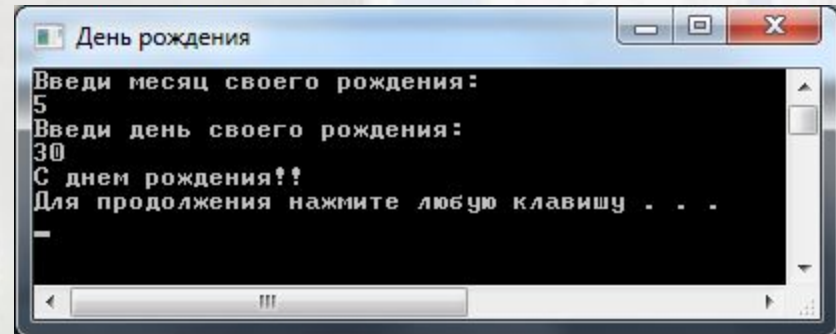 День рождения
Введи месяц своего рождения:
5
Введи день своего рождения:
30
С днем рождения!!
Для продолжения нажмите любую клавишу . . .